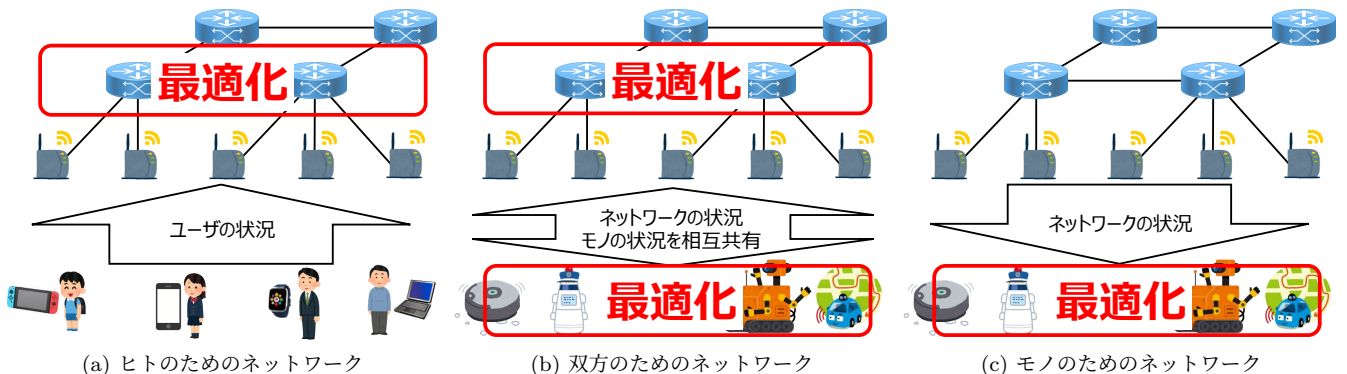 最適化
ユーザの状況
(a) ヒトのためのネットワーク
最適化
ネットワークの状況
モノの状況を相互共有
最適化
(b) 双方のためのネットワーク
ネットワークの状況
最適化
(c) モノのためのネットワーク